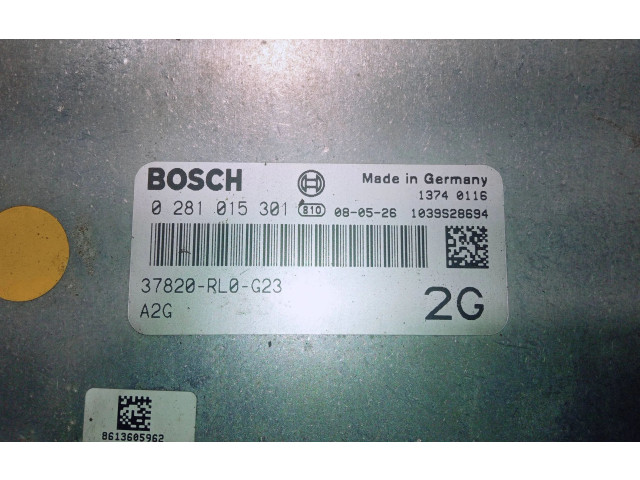 BOSCH Made in Germany
1374 0116
0 281 015 301 810 08-05-26 1039S28694
37820-RL0-G23
A2G 2G
8613605962